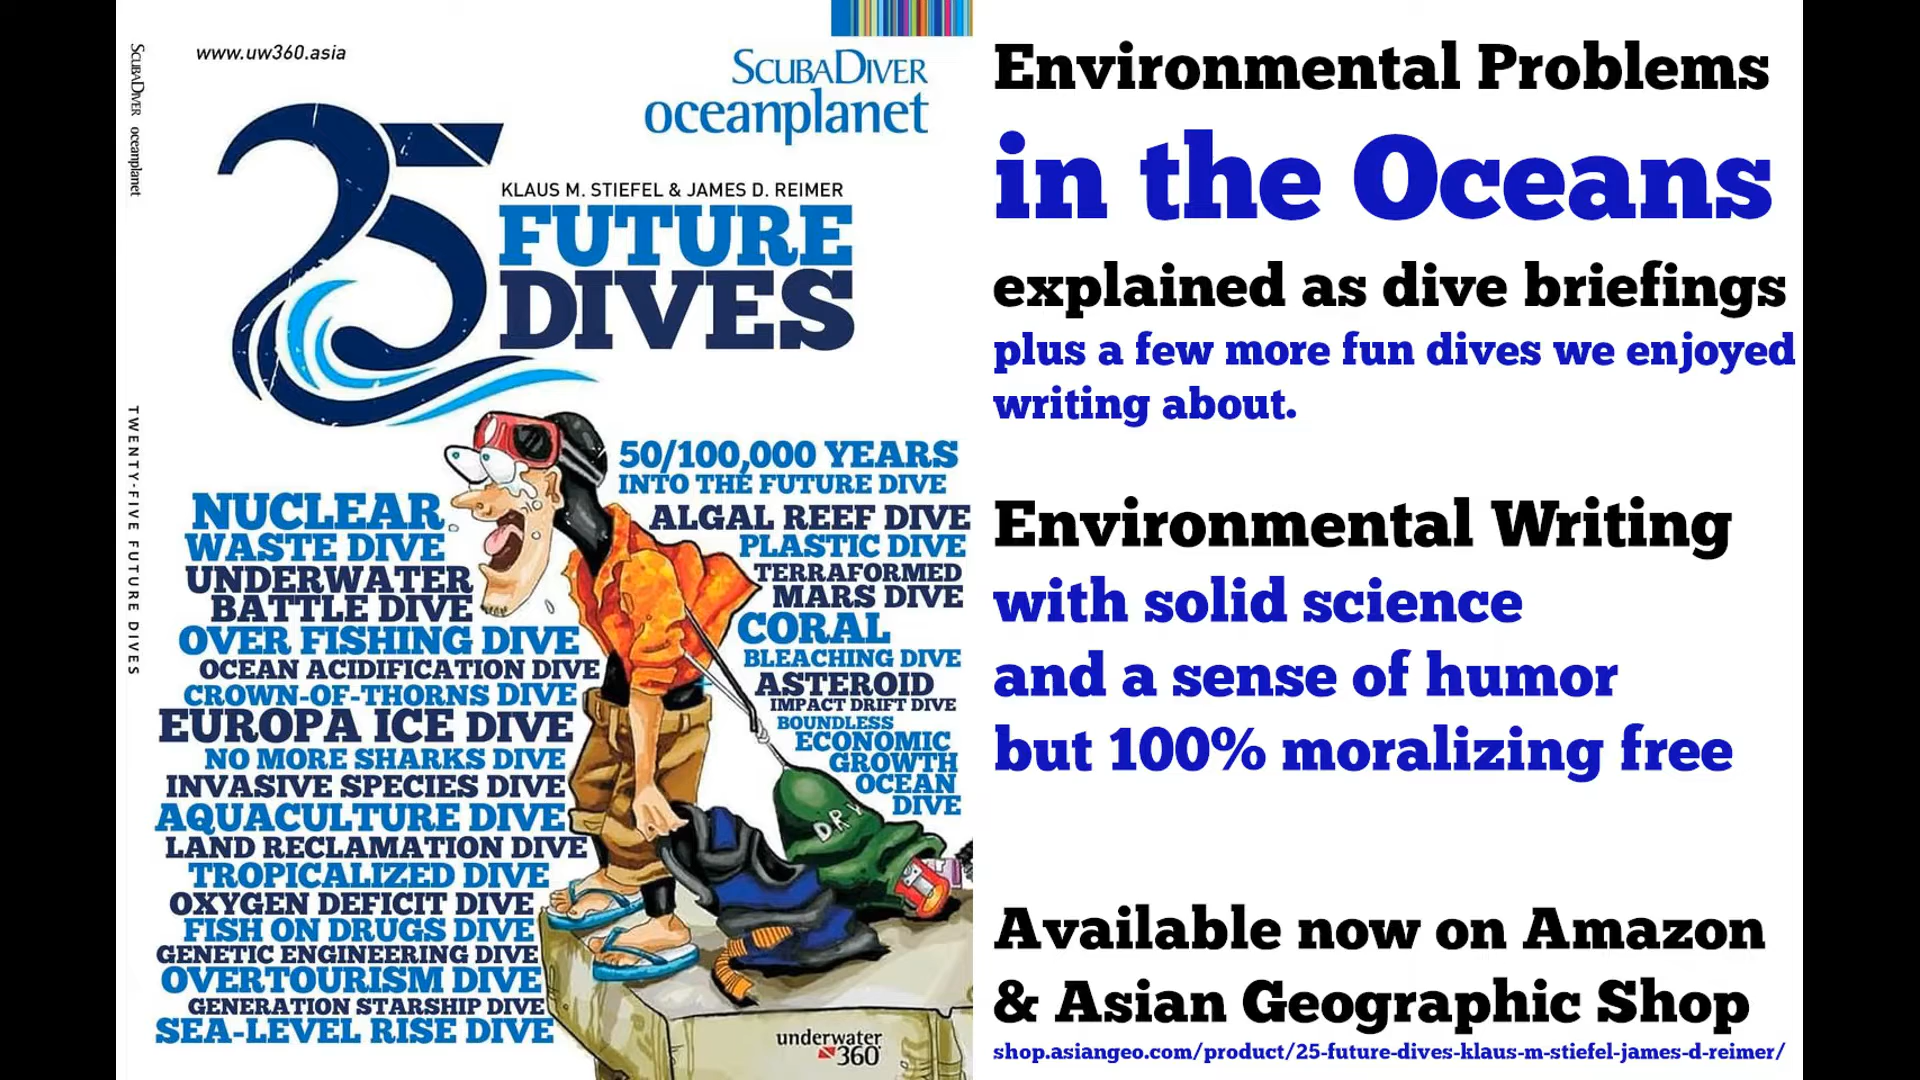 SCUBADIVER oceanplanet
TWENTY-FIVE FUTURE DIVES
www.uw360.asia
SCUBADIVER
oceanplanet
25
KLAUS M. STIEFEL & JAMES D. REIMER
FUTURE
DIVES
50/100,000 YEARS
INTO THE FUTURE DIVE
ALGAL REEF DIVE
PLASTIC DIVE
TERRAFORMED
MARS DIVE
CORAL
BLEACHING DIVE
ASTEROID
IMPACT DRIFT DIVE
BOUNDLESS
ECONOMIC
GROWTH
OCEAN
DIVE
NUCLEAR
WASTE DIVE
UNDERWATER
BATTLE DIVE
OVER FISHING DIVE
OCEAN ACIDIFICATION DIVE
CROWN-OF-THORNS DIVE
EUROPA ICE DIVE
NO MORE SHARKS DIVE
INVASIVE SPECIES DIVE
AQUACULTURE DIVE
LAND RECLAMATION DIVE
TROPICALIZED DIVE
OXYGEN DEFICIT DIVE
FISH ON DRUGS DIVE
GENETIC ENGINEERING DIVE
OVERTOURISM DIVE
GENERATION STARSHIP DIVE
SEA-LEVEL RISE DIVE
DRY
underwater
360°
Environmental Problems
in the Oceans
explained as dive briefings
plus a few more fun dives we enjoyed
writing about.
Environmental Writing
with solid science
and a sense of humor
but 100% moralizing free
Available now on Amazon
& Asian Geographic Shop
shop.asiangeo.com/product/25-future-dives-klaus-m-stiefel-james-d-reimer/